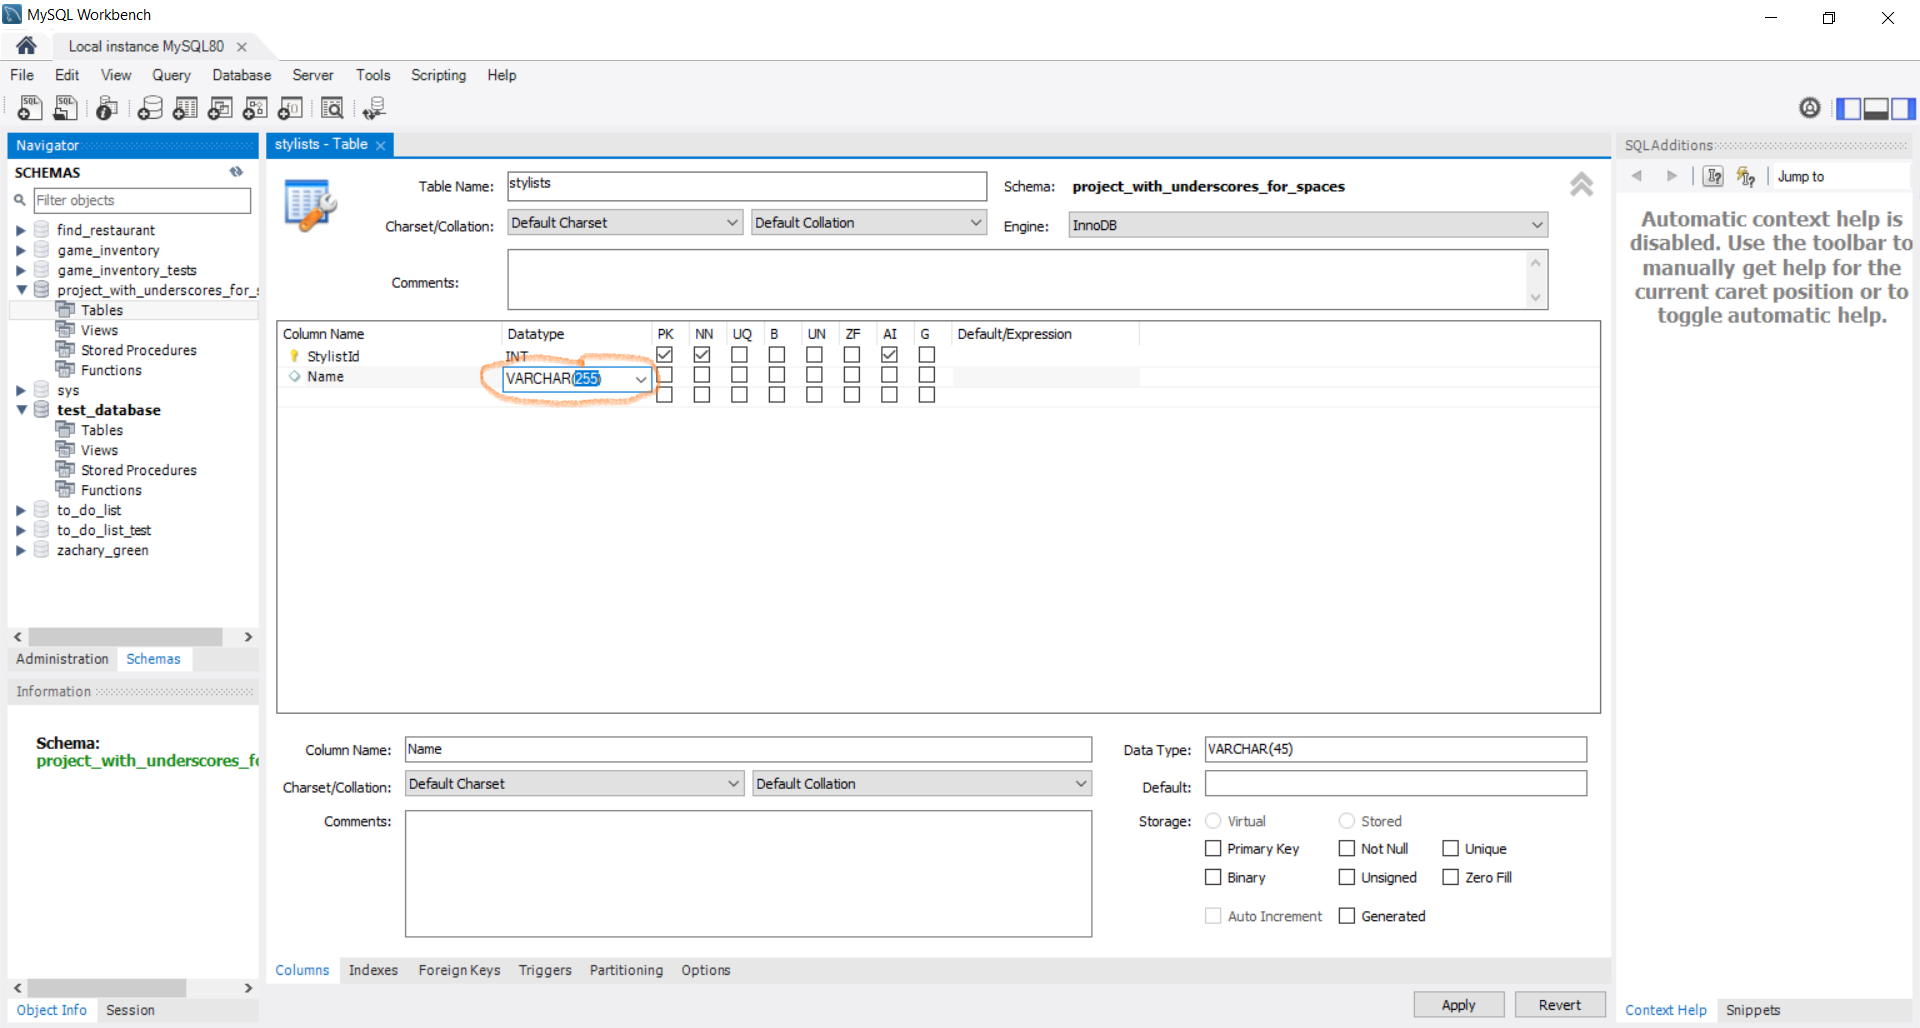 MySQL Workbench
Local instance MySQL80
File Edit View Query Database Server Tools Scripting Help
Navigator
SCHEMAS
Filter objects
find_restaurant
game_inventory
game_inventory_tests
project_with_underscores_for_s
Tables
Views
Stored Procedures
Functions
sys
test_database
Tables
Views
Stored Procedures
Functions
to_do_list
to_do_list_test
zachary_green
Administration Schemas
Information
Schema:
project_with_underscores_fo
Object Info Session
stylists - Table
Table Name: stylists Schema: project_with_underscores_for_spaces
Charset/Collation: Default Charset Default Collation Engine: InnoDB
Comments:
Column Name Datatype PK NN UQ B UN ZF AI G Default/Expression
StylistId INT
Name VARCHAR(255)
Column Name: Name Data Type: VARCHAR(45)
Charset/Collation: Default Charset Default Collation Default:
Comments: Storage: Virtual Stored
Primary Key Not Null Unique
Binary Unsigned Zero Fill
Auto Increment Generated
Columns Indexes Foreign Keys Triggers Partitioning Options
Apply Revert
SQLAdditions
Jump to
Automatic context help is
disabled. Use the toolbar to
manually get help for the
current caret position or to
toggle automatic help.
Context Help Snippets